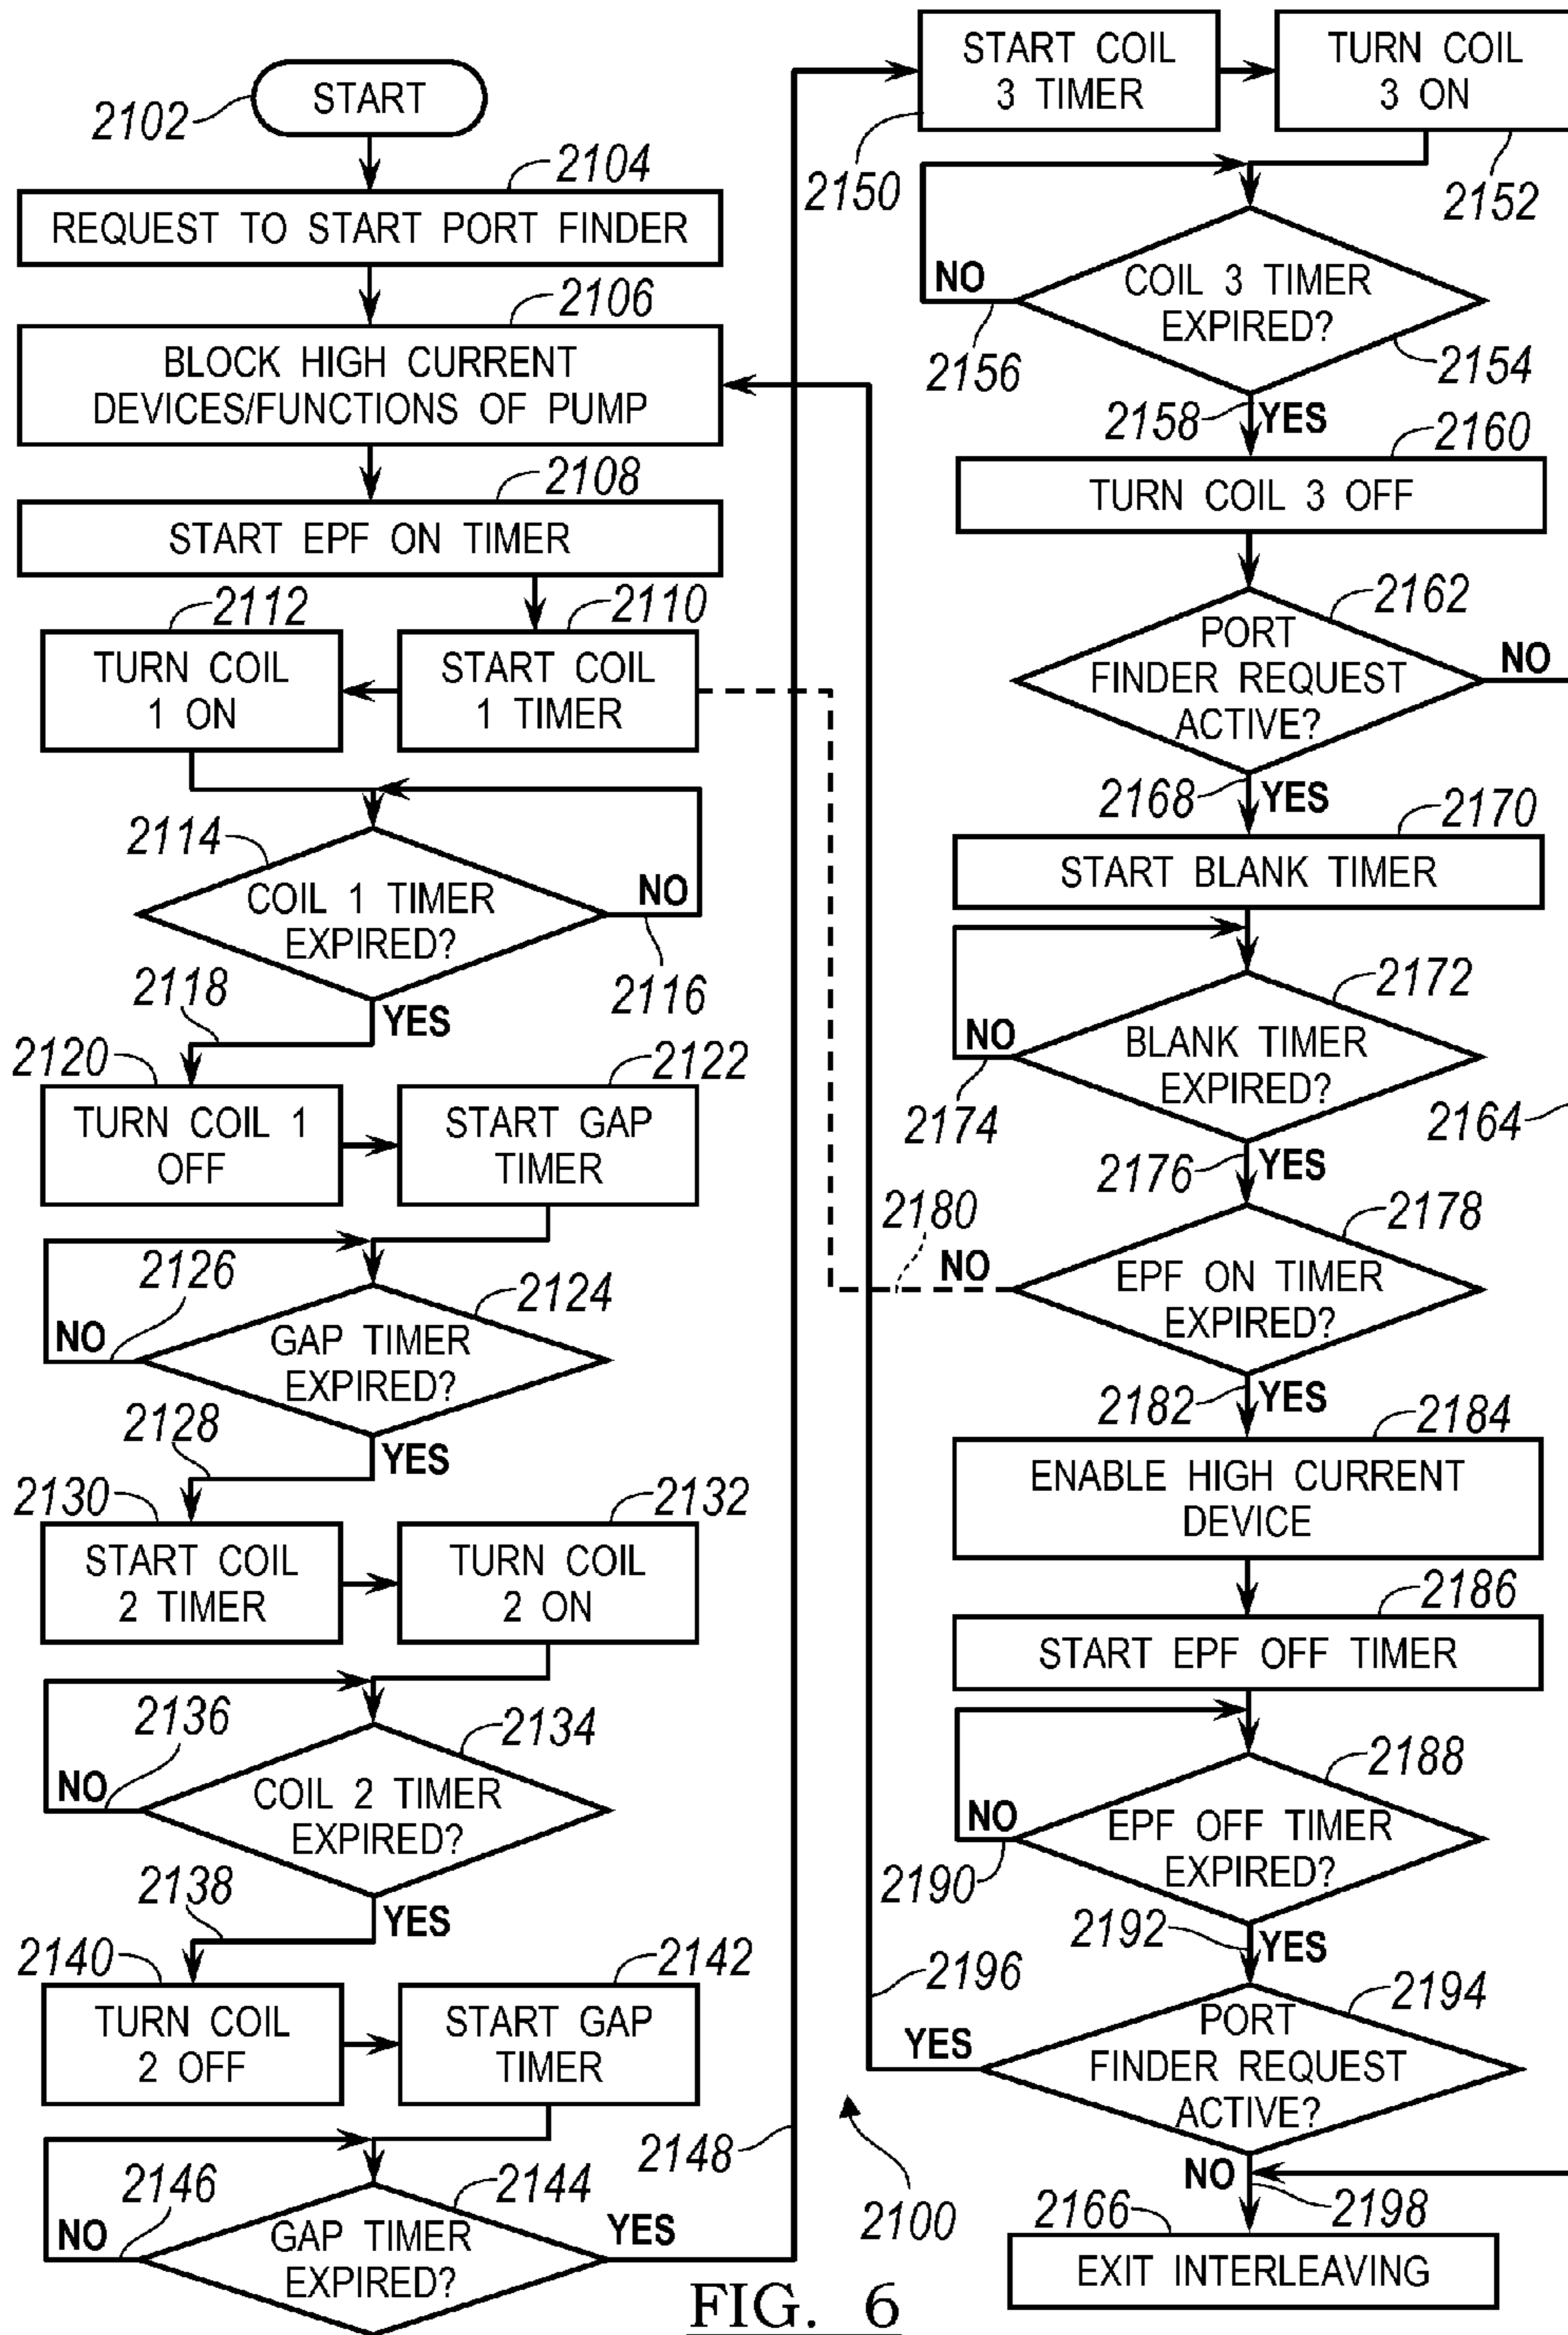 START
2102
2104
REQUEST TO START PORT FINDER
2106
BLOCK HIGH CURRENT
DEVICES/FUNCTIONS OF PUMP
2108
START EPF ON TIMER
2112
2110
TURN COIL
1 ON
START COIL
1 TIMER
2114
COIL 1 TIMER
EXPIRED?
NO
2116
2118
YES
2120
2122
TURN COIL 1
OFF
START GAP
TIMER
2126
2124
NO
GAP TIMER
EXPIRED?
2128
YES
2130
2132
START COIL
2 TIMER
TURN COIL
2 ON
2136
2134
NO
COIL 2 TIMER
EXPIRED?
2138
YES
2140
2142
TURN COIL
2 OFF
START GAP
TIMER
2146
2144
NO
GAP TIMER
EXPIRED?
YES
2148
START COIL
3 TIMER
TURN COIL
3 ON
2150
2152
NO
COIL 3 TIMER
EXPIRED?
2156
2154
2158
YES
2160
TURN COIL 3 OFF
2162
PORT
FINDER REQUEST
ACTIVE?
NO
2168
YES
2170
START BLANK TIMER
2172
NO
BLANK TIMER
EXPIRED?
2174
2164
2176
YES
2180
2178
NO
EPF ON TIMER
EXPIRED?
2182
YES
2184
ENABLE HIGH CURRENT
DEVICE
2186
START EPF OFF TIMER
2188
NO
EPF OFF TIMER
EXPIRED?
2190
2192
YES
2196
2194
YES
PORT
FINDER REQUEST
ACTIVE?
2100
NO
2166
2198
EXIT INTERLEAVING
FIG. 6